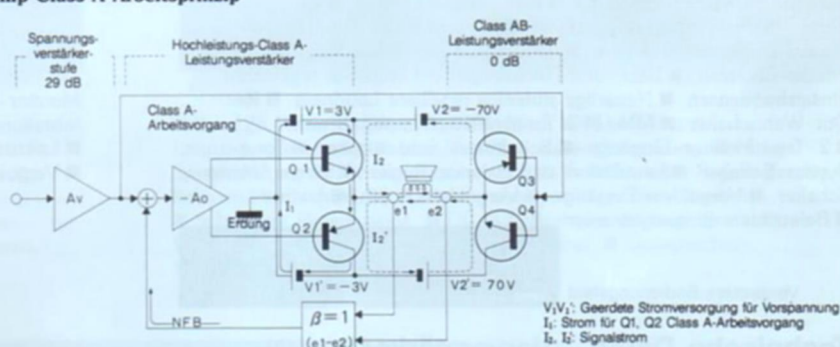 Class A Arbeitsprinzip
Spannungs-
verstärker-
stufe
29 dB
Hochleistungs-Class A-
Leistungsverstärker
Class AB-
Leistungsverstärker
0 dB
Class A-
Arbeitsvorgang
V1=3V
V2=-70V
Q1
I₂
Q3
Av
+
-Ao
I₁
Erdung
e1
e2
Q4
Q2
I₂'
V1'=-3V
V2'=70V
NFB
β=1
(e1-e2)
V₁V₁': Geerdete Stromversorgung für Vorspannung
I₁: Strom für Q1, Q2 Class A-Arbeitsvorgang
I₂, I₂': Signalstrom